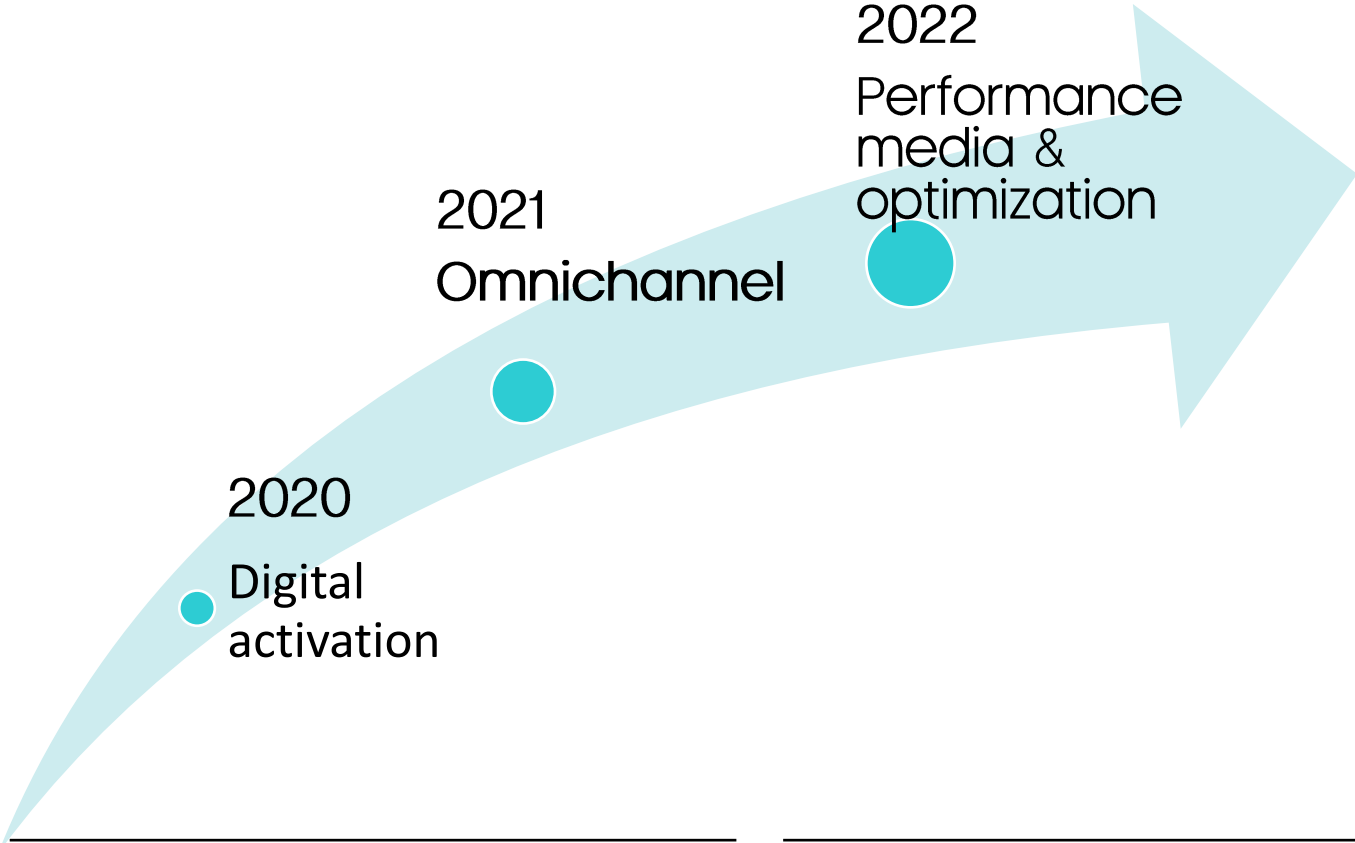 2022
Performance
media &
optimization
2021
Omnichannel
2020
Digital
activation